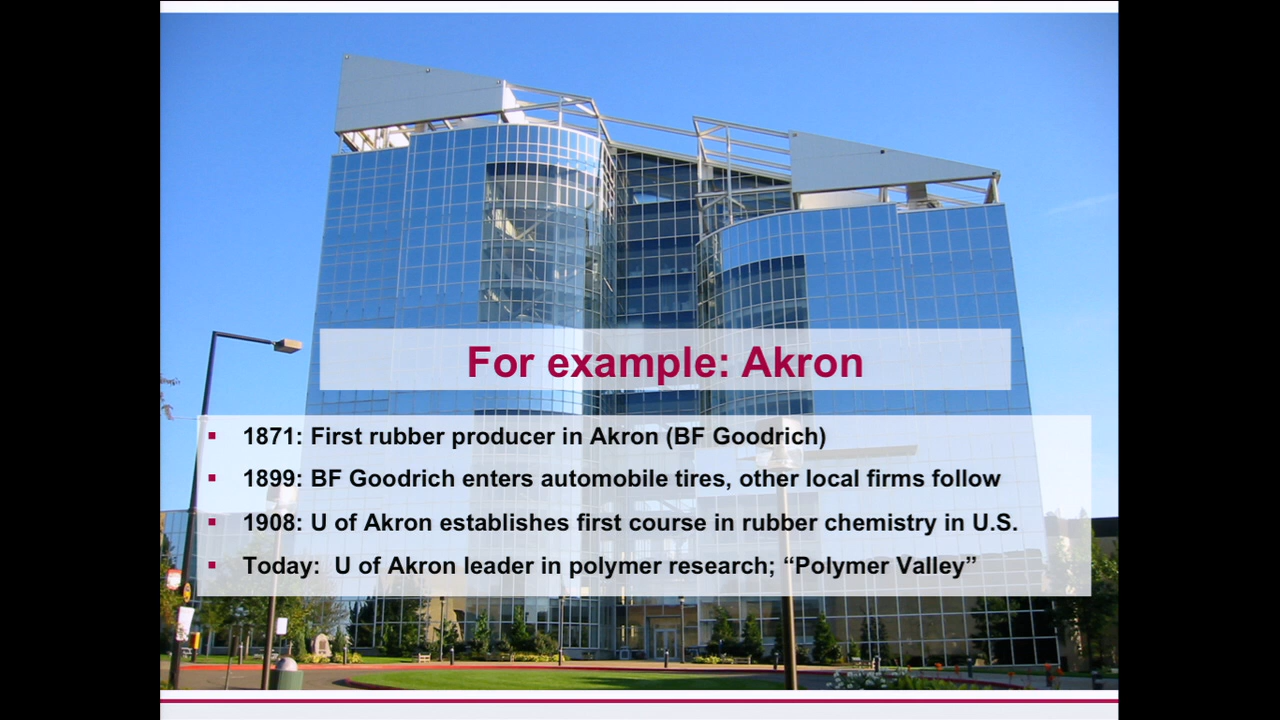 For example: Akron
▪ 1871: First rubber producer in Akron (BF Goodrich)
▪ 1899: BF Goodrich enters automobile tires, other local firms follow
▪ 1908: U of Akron establishes first course in rubber chemistry in U.S.
▪ Today:  U of Akron leader in polymer research; “Polymer Valley”